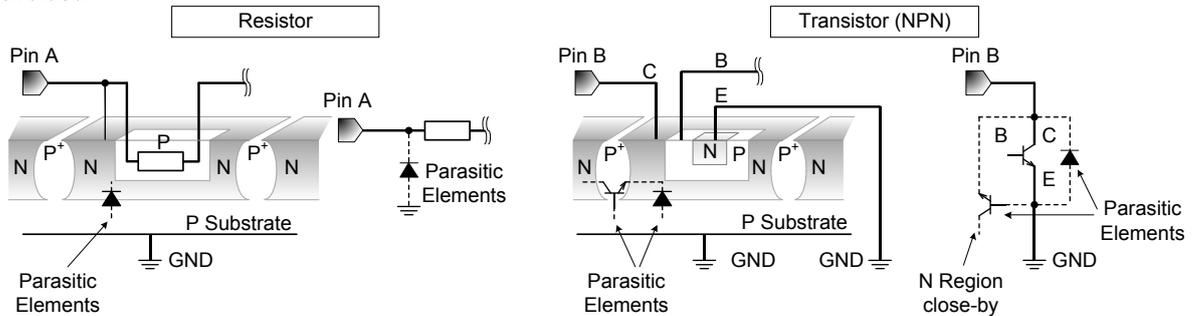 Resistor
Transistor (NPN)
Pin A
Pin A
P
N
P+
N
P+
N
N
Parasitic
Elements
P Substrate
GND
Parasitic
Elements
Pin B
C
B
E
N
P+
N
N
P
P+
N
N
P Substrate
GND
GND
Parasitic
Elements
Pin B
B
C
E
Parasitic
Elements
GND
N Region
close-by